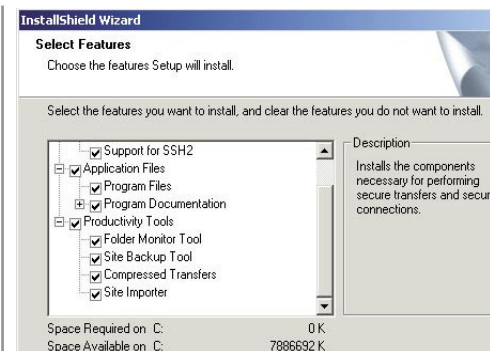 InstallShield Wizard
Select Features
Choose the features Setup will install.
Select the features you want to install, and clear the features you do not want to install.
Support for SSH2
Application Files
Program Files
Program Documentation
Productivity Tools
Folder Monitor Tool
Site Backup Tool
Compressed Transfers
Site Importer
Description
Installs the components
necessary for performing
secure transfers and secur
connections.
Space Required on C: 0 K
Space Available on C: 7886692 K